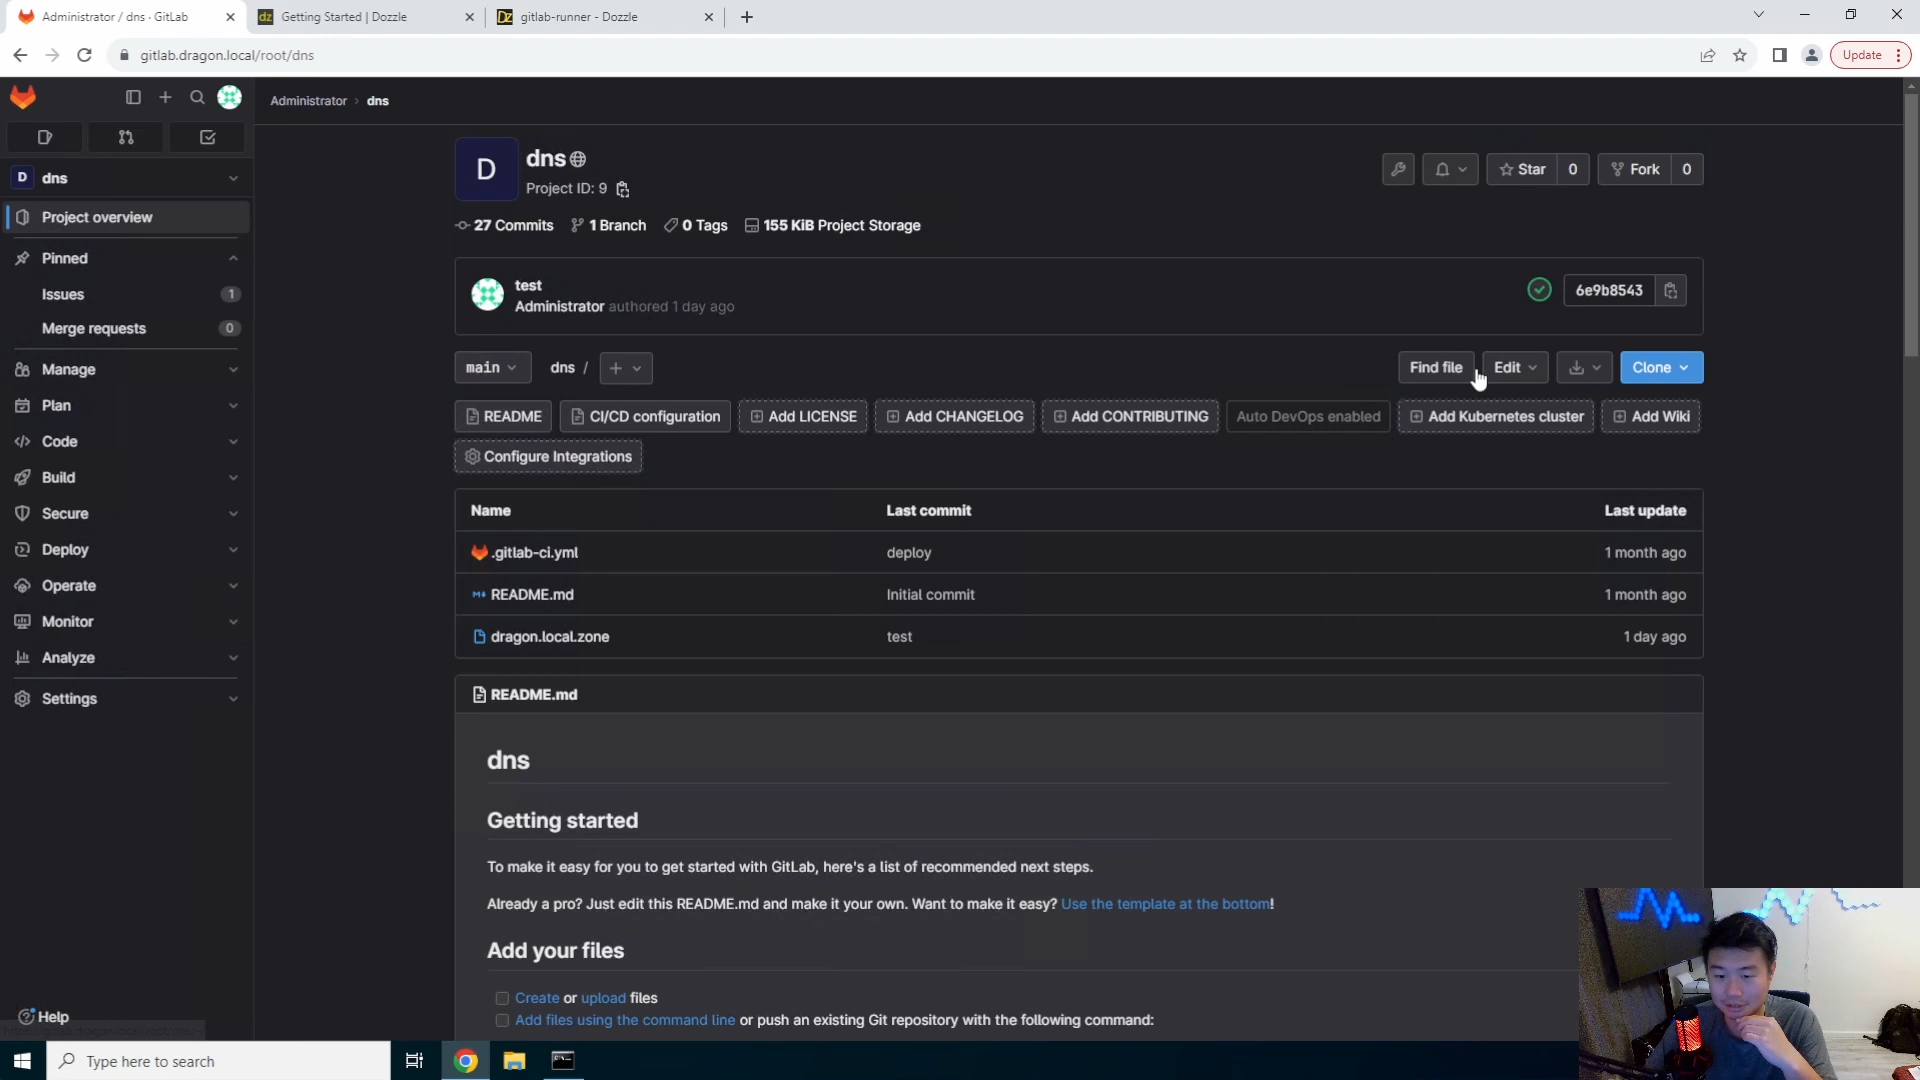 Administrator / dns · GitLab
Getting Started | Dozzle
gitlab-runner - Dozzle
gitlab.dragon.local/root/dns
Update
Administrator › dns
D dns
Project overview
Pinned
Issues 1
Merge requests 0
Manage
Plan
Code
Build
Secure
Deploy
Operate
Monitor
Analyze
Settings
Help
D
dns
Project ID: 9
Star 0
Fork 0
27 Commits 1 Branch 0 Tags 155 KiB Project Storage
test
Administrator authored 1 day ago
6e9b8543
main dns / +
Find file Edit Clone
README CI/CD configuration Add LICENSE Add CHANGELOG Add CONTRIBUTING Auto DevOps enabled Add Kubernetes cluster Add Wiki
Configure Integrations
Name Last commit Last update
.gitlab-ci.yml deploy 1 month ago
README.md Initial commit 1 month ago
dragon.local.zone test 1 day ago
README.md
dns
Getting started
To make it easy for you to get started with GitLab, here's a list of recommended next steps.
Already a pro? Just edit this README.md and make it your own. Want to make it easy? Use the template at the bottom!
Add your files
Create or upload files
Add files using the command line or push an existing Git repository with the following command:
Type here to search